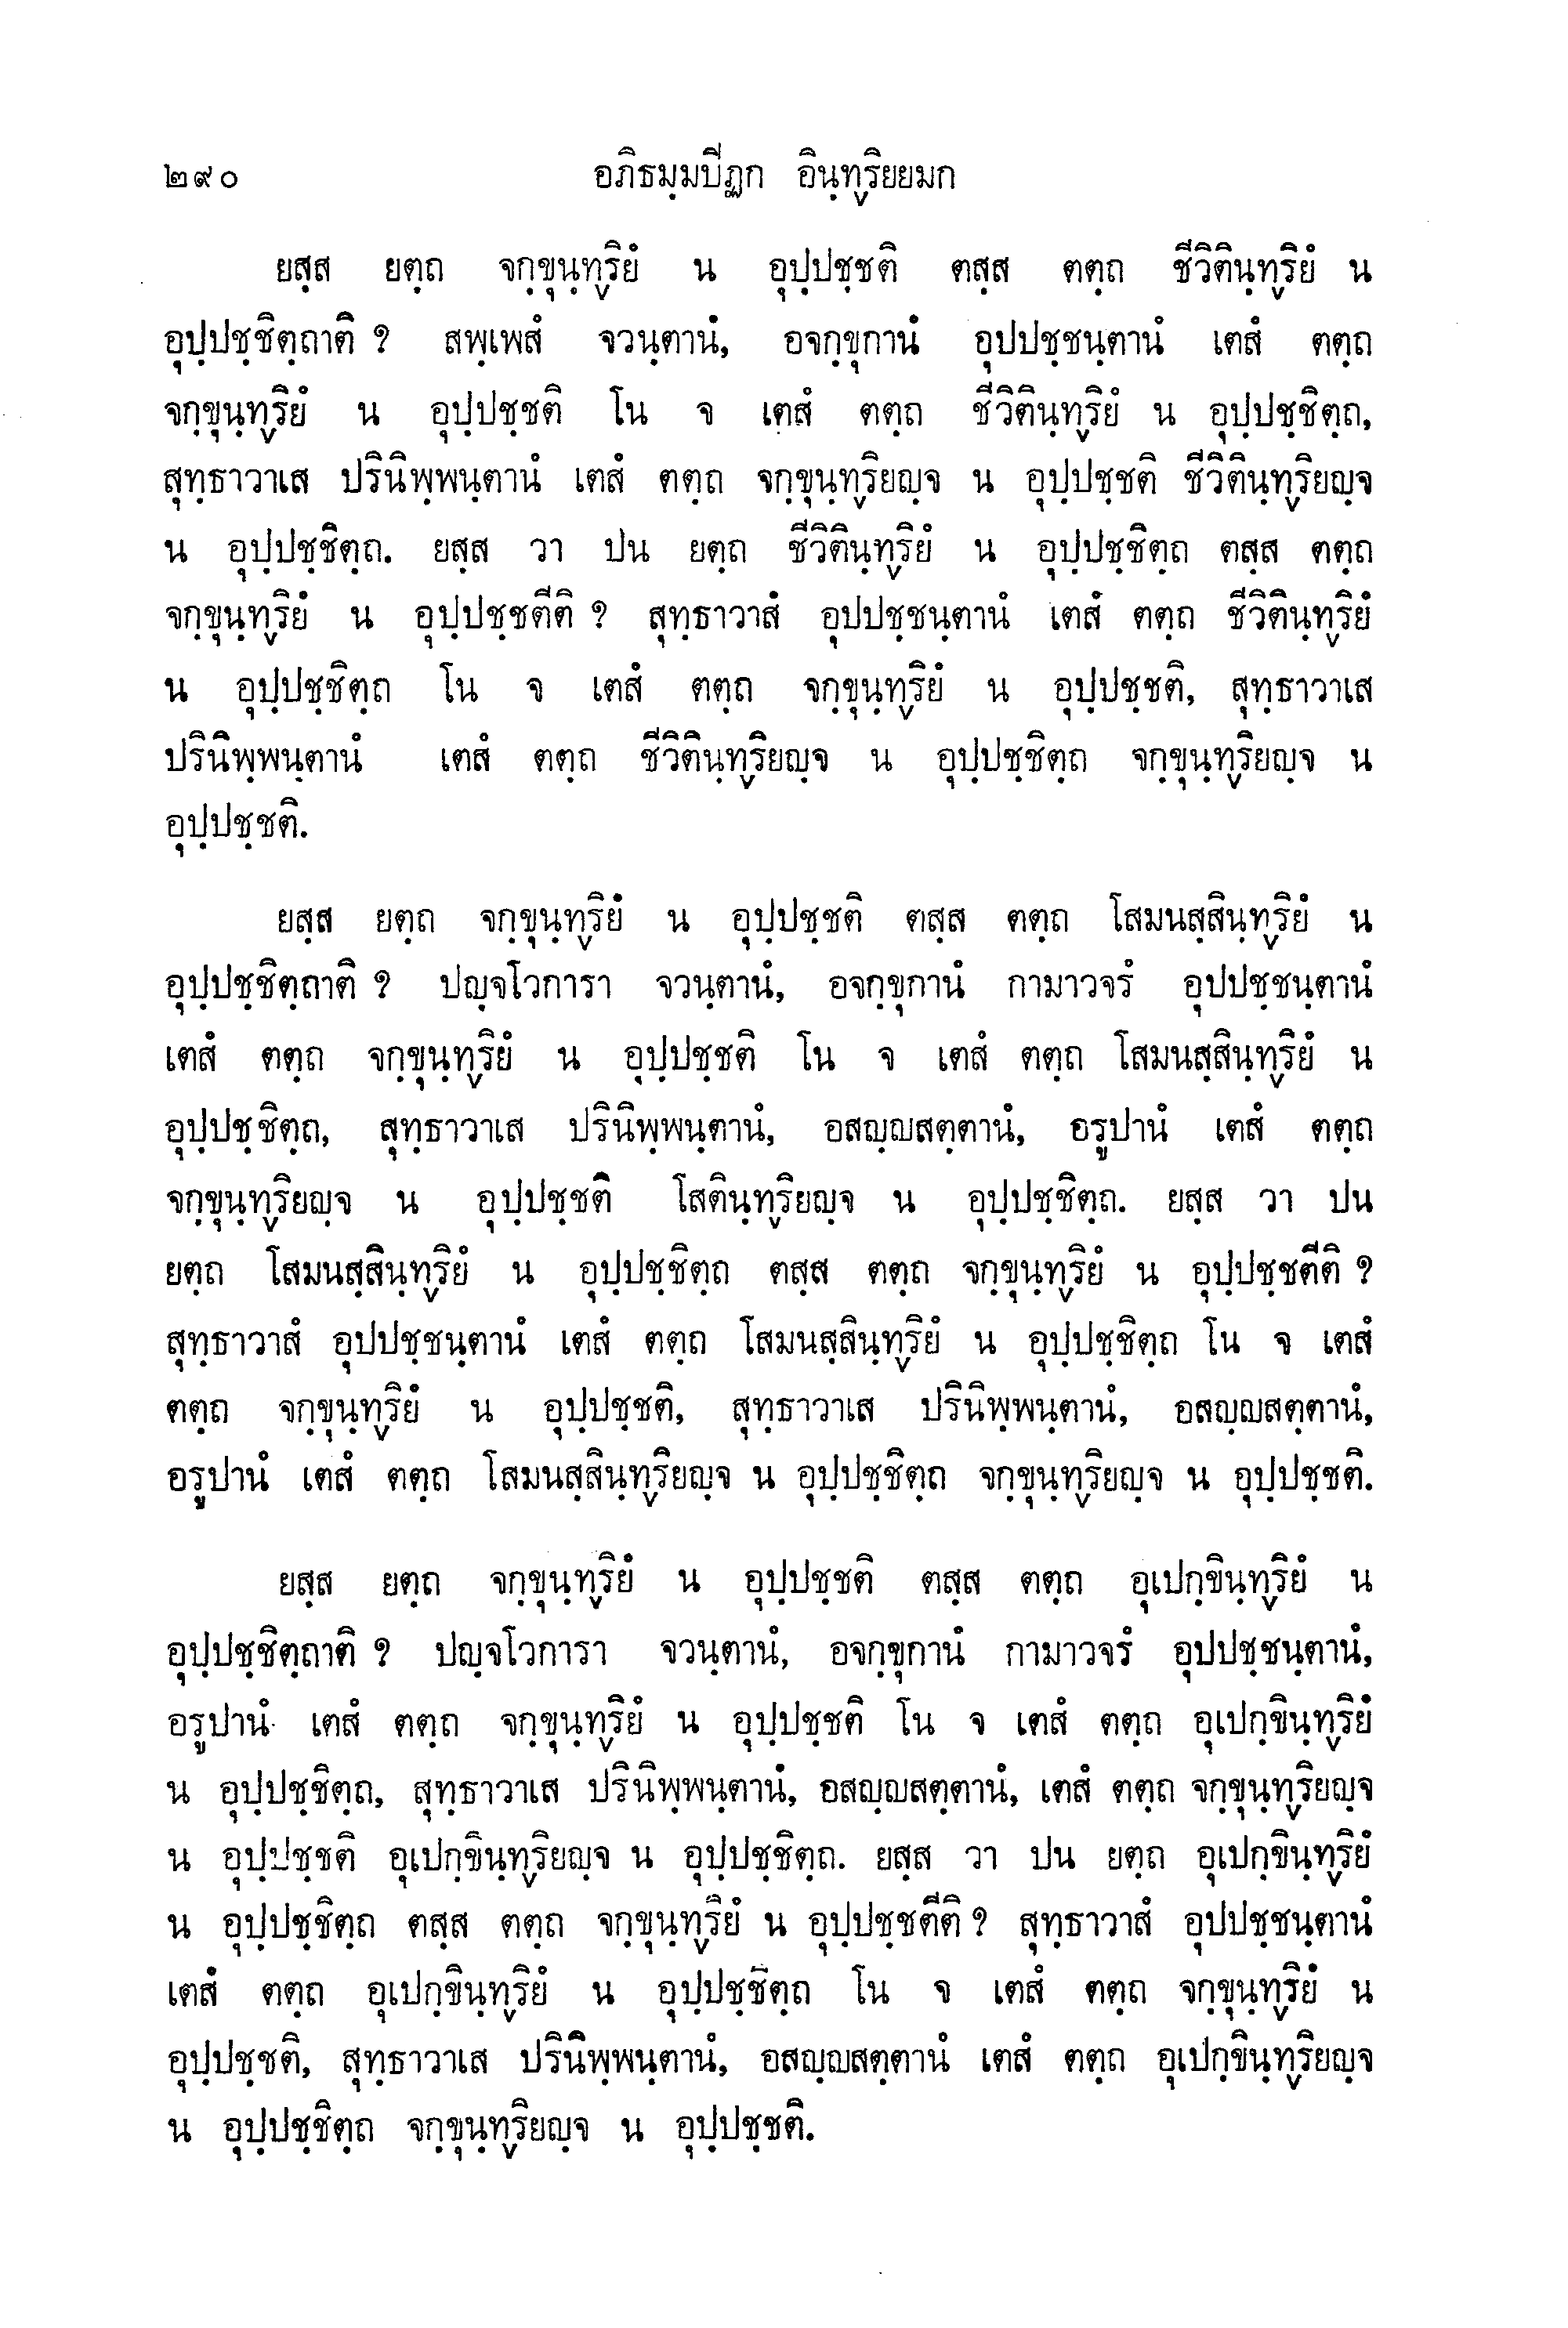 ๒๙๐ อภิธมฺมปีฏก อินฺทฺริยยมก
ยสฺส ยตฺถ จกฺขุนฺทฺริยํ น อุปฺปชฺชติ ตสฺส ตตฺถ ชีวิตินฺทฺริยํ น
อุปฺปชฺชิตฺถาติ ? สพฺเพสํ จวนฺตานํ, อจกฺขุกานํ อุปปชฺชนฺตานํ เตสํ ตตฺถ
จกฺขุนฺทฺริยํ น อุปฺปชฺชติ โน จ เตสํ ตตฺถ ชีวิตินฺทฺริยํ น อุปฺปชฺชิตฺถ,
สุทฺธาวาเส ปรินิพฺพนฺตานํ เตสํ ตตฺถ จกฺขุนฺทฺริยญฺจ น อุปฺปชฺชติ ชีวิตินฺทฺริยญฺจ
น อุปฺปชฺชิตฺถ. ยสฺส วา ปน ยตฺถ ชีวิตินฺทฺริยํ น อุปฺปชฺชิตฺถ ตสฺส ตตฺถ
จกฺขุนฺทฺริยํ น อุปฺปชฺชตีติ ? สุทฺธาวาสํ อุปปชฺชนฺตานํ เตสํ ตตฺถ ชีวิตินฺทฺริยํ
น อุปฺปชฺชิตฺถ โน จ เตสํ ตตฺถ จกฺขุนฺทฺริยํ น อุปฺปชฺชติ, สุทฺธาวาเส
ปรินิพฺพนฺตานํ เตสํ ตตฺถ ชีวิตินฺทฺริยญฺจ น อุปฺปชฺชิตฺถ จกฺขุนฺทฺริยญฺจ น
อุปฺปชฺชติ.
ยสฺส ยตฺถ จกฺขุนฺทฺริยํ น อุปฺปชฺชติ ตสฺส ตตฺถ โสมนสฺสินฺทฺริยํ น
อุปฺปชฺชิตฺถาติ ? ปญฺจโวการา จวนฺตานํ, อจกฺขุกานํ กามาวจรํ อุปปชฺชนฺตานํ
เตสํ ตตฺถ จกฺขุนฺทฺริยํ น อุปฺปชฺชติ โน จ เตสํ ตตฺถ โสมนสฺสินฺทฺริยํ น
อุปฺปชฺชิตฺถ, สุทฺธาวาเส ปรินิพฺพนฺตานํ, อสญฺญสตฺตานํ, อรูปานํ เตสํ ตตฺถ
จกฺขุนฺทฺริยญฺจ น อุปฺปชฺชติ โสตินฺทฺริยญฺจ น อุปฺปชฺชิตฺถ. ยสฺส วา ปน
ยตฺถ โสมนสฺสินฺทฺริยํ น อุปฺปชฺชิตฺถ ตสฺส ตตฺถ จกฺขุนฺทฺริยํ น อุปฺปชฺชตีติ ?
สุทฺธาวาสํ อุปปชฺชนฺตานํ เตสํ ตตฺถ โสมนสฺสินฺทฺริยํ น อุปฺปชฺชิตฺถ โน จ เตสํ
ตตฺถ จกฺขุนฺทฺริยํ น อุปฺปชฺชติ, สุทฺธาวาเส ปรินิพฺพนฺตานํ, อสญฺญสตฺตานํ,
อรูปานํ เตสํ ตตฺถ โสมนสฺสินฺทฺริยญฺจ น อุปฺปชฺชิตฺถ จกฺขุนฺทฺริยญฺจ น อุปฺปชฺชติ.
ยสฺส ยตฺถ จกฺขุนฺทฺริยํ น อุปฺปชฺชติ ตสฺส ตตฺถ อุเปกฺขินฺทฺริยํ น
อุปฺปชฺชิตฺถาติ ? ปญฺจโวการา จวนฺตานํ, อจกฺขุกานํ กามาวจรํ อุปปชฺชนฺตานํ,
อรูปานํ เตสํ ตตฺถ จกฺขุนฺทฺริยํ น อุปฺปชฺชติ โน จ เตสํ ตตฺถ อุเปกฺขินฺทฺริยํ
น อุปฺปชฺชิตฺถ, สุทฺธาวาเส ปรินิพฺพนฺตานํ, อสญฺญสตฺตานํ, เตสํ ตตฺถ จกฺขุนฺทฺริยญฺจ
น อุปฺปชฺชติ อุเปกฺขินฺทฺริยญฺจ น อุปฺปชฺชิตฺถ. ยสฺส วา ปน ยตฺถ อุเปกฺขินฺทฺริยํ
น อุปฺปชฺชิตฺถ ตสฺส ตตฺถ จกฺขุนฺทฺริยํ น อุปฺปชฺชตีติ ? สุทฺธาวาสํ อุปปชฺชนฺตานํ
เตสํ ตตฺถ อุเปกฺขินฺทฺริยํ น อุปฺปชฺชิตฺถ โน จ เตสํ ตตฺถ จกฺขุนฺทฺริยํ น
อุปฺปชฺชติ, สุทฺธาวาเส ปรินิพฺพนฺตานํ, อสญฺญสตฺตานํ เตสํ ตตฺถ อุเปกฺขินฺทฺริยญฺจ
น อุปฺปชฺชิตฺถ จกฺขุนฺทฺริยญฺจ น อุปฺปชฺชติ.